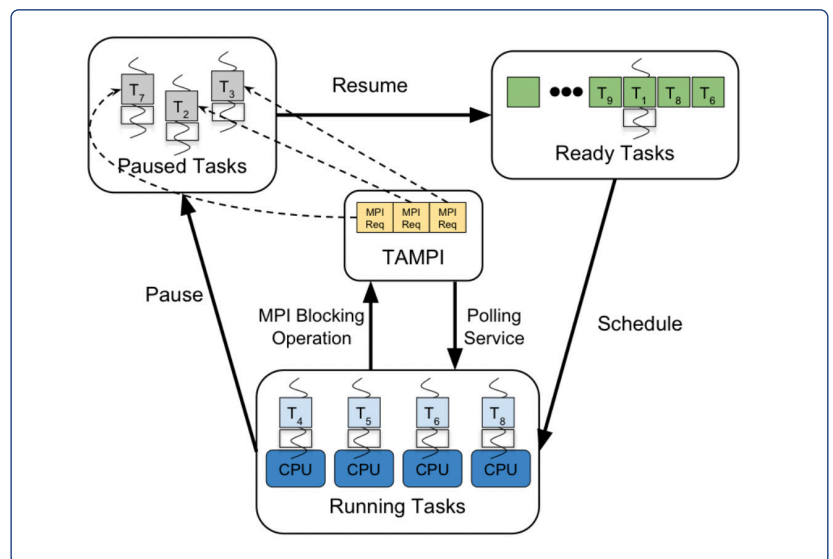 T7
T2
T3
Paused Tasks
Resume
T9
T1
T8
T6
Ready Tasks
MPI Req
MPI Req
MPI Req
TAMPI
Pause
MPI Blocking
Operation
Polling
Service
Schedule
T4
T5
T6
T8
CPU
CPU
CPU
CPU
Running Tasks